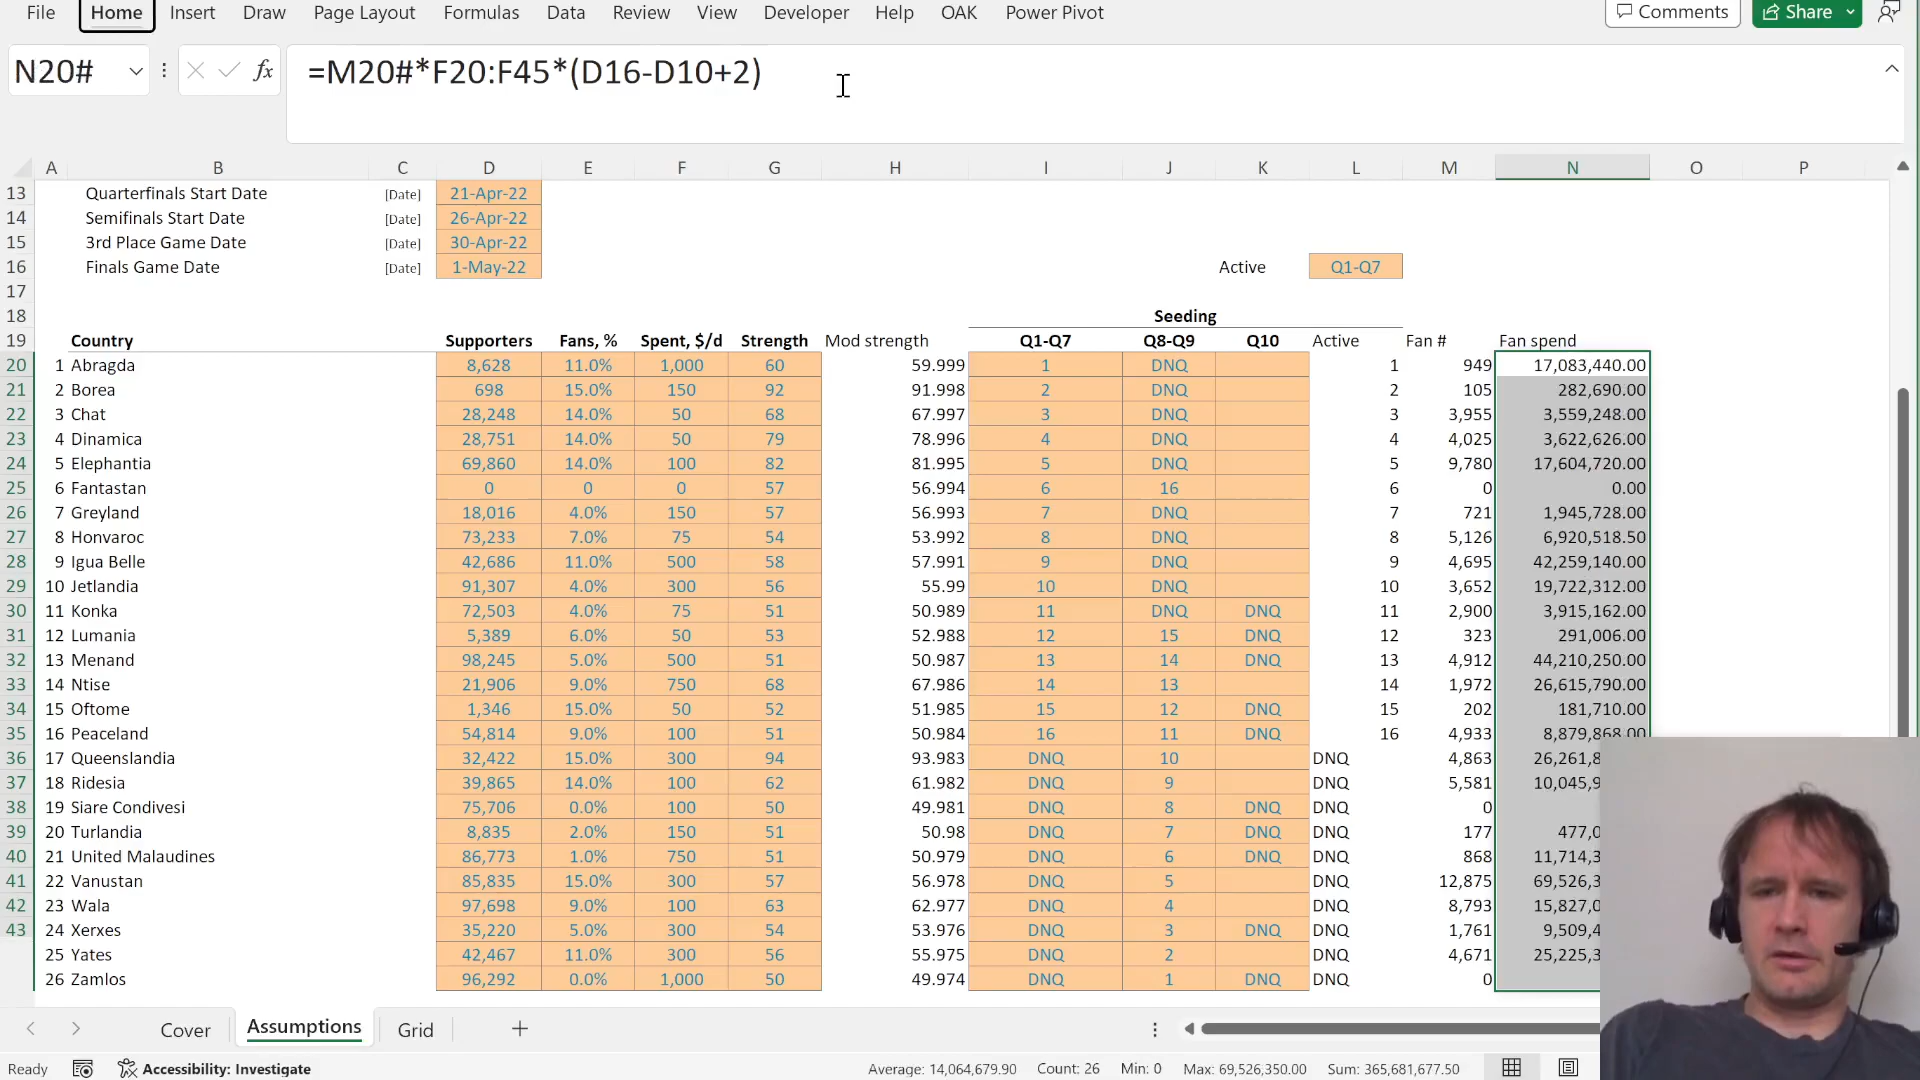 File Home Insert Draw Page Layout Formulas Data Review View Developer Help OAK Power Pivot Comments Share
N20# fx =M20#*F20:F45*(D16-D10+2)
A B C D E F G H I J K L M N O P
13 Quarterfinals Start Date [Date] 21-Apr-22
14 Semifinals Start Date [Date] 26-Apr-22
15 3rd Place Game Date [Date] 30-Apr-22
16 Finals Game Date [Date] 1-May-22 Active Q1-Q7
17
18 Seeding
19 Country Supporters Fans, % Spent, $/d Strength Mod strength Q1-Q7 Q8-Q9 Q10 Active Fan # Fan spend
20 1 Abragda 8,628 11.0% 1,000 60 59.999 1 DNQ 1 949 17,083,440.00
21 2 Borea 698 15.0% 150 92 91.998 2 DNQ 2 105 282,690.00
22 3 Chat 28,248 14.0% 50 68 67.997 3 DNQ 3 3,955 3,559,248.00
23 4 Dinamica 28,751 14.0% 50 79 78.996 4 DNQ 4 4,025 3,622,626.00
24 5 Elephantia 69,860 14.0% 100 82 81.995 5 DNQ 5 9,780 17,604,720.00
25 6 Fantastan 0 0 0 57 56.994 6 16 6 0 0.00
26 7 Greyland 18,016 4.0% 150 57 56.993 7 DNQ 7 721 1,945,728.00
27 8 Honvaroc 73,233 7.0% 75 54 53.992 8 DNQ 8 5,126 6,920,518.50
28 9 Igua Belle 42,686 11.0% 500 58 57.991 9 DNQ 9 4,695 42,259,140.00
29 10 Jetlandia 91,307 4.0% 300 56 55.99 10 DNQ 10 3,652 19,722,312.00
30 11 Konka 72,503 4.0% 75 51 50.989 11 DNQ DNQ 11 2,900 3,915,162.00
31 12 Lumania 5,389 6.0% 50 53 52.988 12 15 DNQ 12 323 291,006.00
32 13 Menand 98,245 5.0% 500 51 50.987 13 14 DNQ 13 4,912 44,210,250.00
33 14 Ntise 21,906 9.0% 750 68 67.986 14 13 14 1,972 26,615,790.00
34 15 Oftome 1,346 15.0% 50 52 51.985 15 12 DNQ 15 202 181,710.00
35 16 Peaceland 54,814 9.0% 100 51 50.984 16 11 DNQ 16 4,933 8,879,868.00
36 17 Queenslandia 32,422 15.0% 300 94 93.983 DNQ 10 DNQ 4,863 26,261,8
37 18 Ridesia 39,865 14.0% 100 62 61.982 DNQ 9 DNQ 5,581 10,045,9
38 19 Siare Condivesi 75,706 0.0% 100 50 49.981 DNQ 8 DNQ DNQ 0
39 20 Turlandia 8,835 2.0% 150 51 50.98 DNQ 7 DNQ DNQ 177 477,0
40 21 United Malaudines 86,773 1.0% 750 51 50.979 DNQ 6 DNQ DNQ 868 11,714,3
41 22 Vanustan 85,835 15.0% 300 57 56.978 DNQ 5 DNQ 12,875 69,526,3
42 23 Wala 97,698 9.0% 100 63 62.977 DNQ 4 DNQ 8,793 15,827,0
43 24 Xerxes 35,220 5.0% 300 54 53.976 DNQ 3 DNQ DNQ 1,761 9,509,4
25 Yates 42,467 11.0% 300 56 55.975 DNQ 2 DNQ 4,671 25,225,3
26 Zamlos 96,292 0.0% 1,000 50 49.974 DNQ 1 DNQ DNQ 0
Cover Assumptions Grid
Ready Accessibility: Investigate Average: 14,064,679.90 Count: 26 Min: 0 Max: 69,526,350.00 Sum: 365,681,677.50